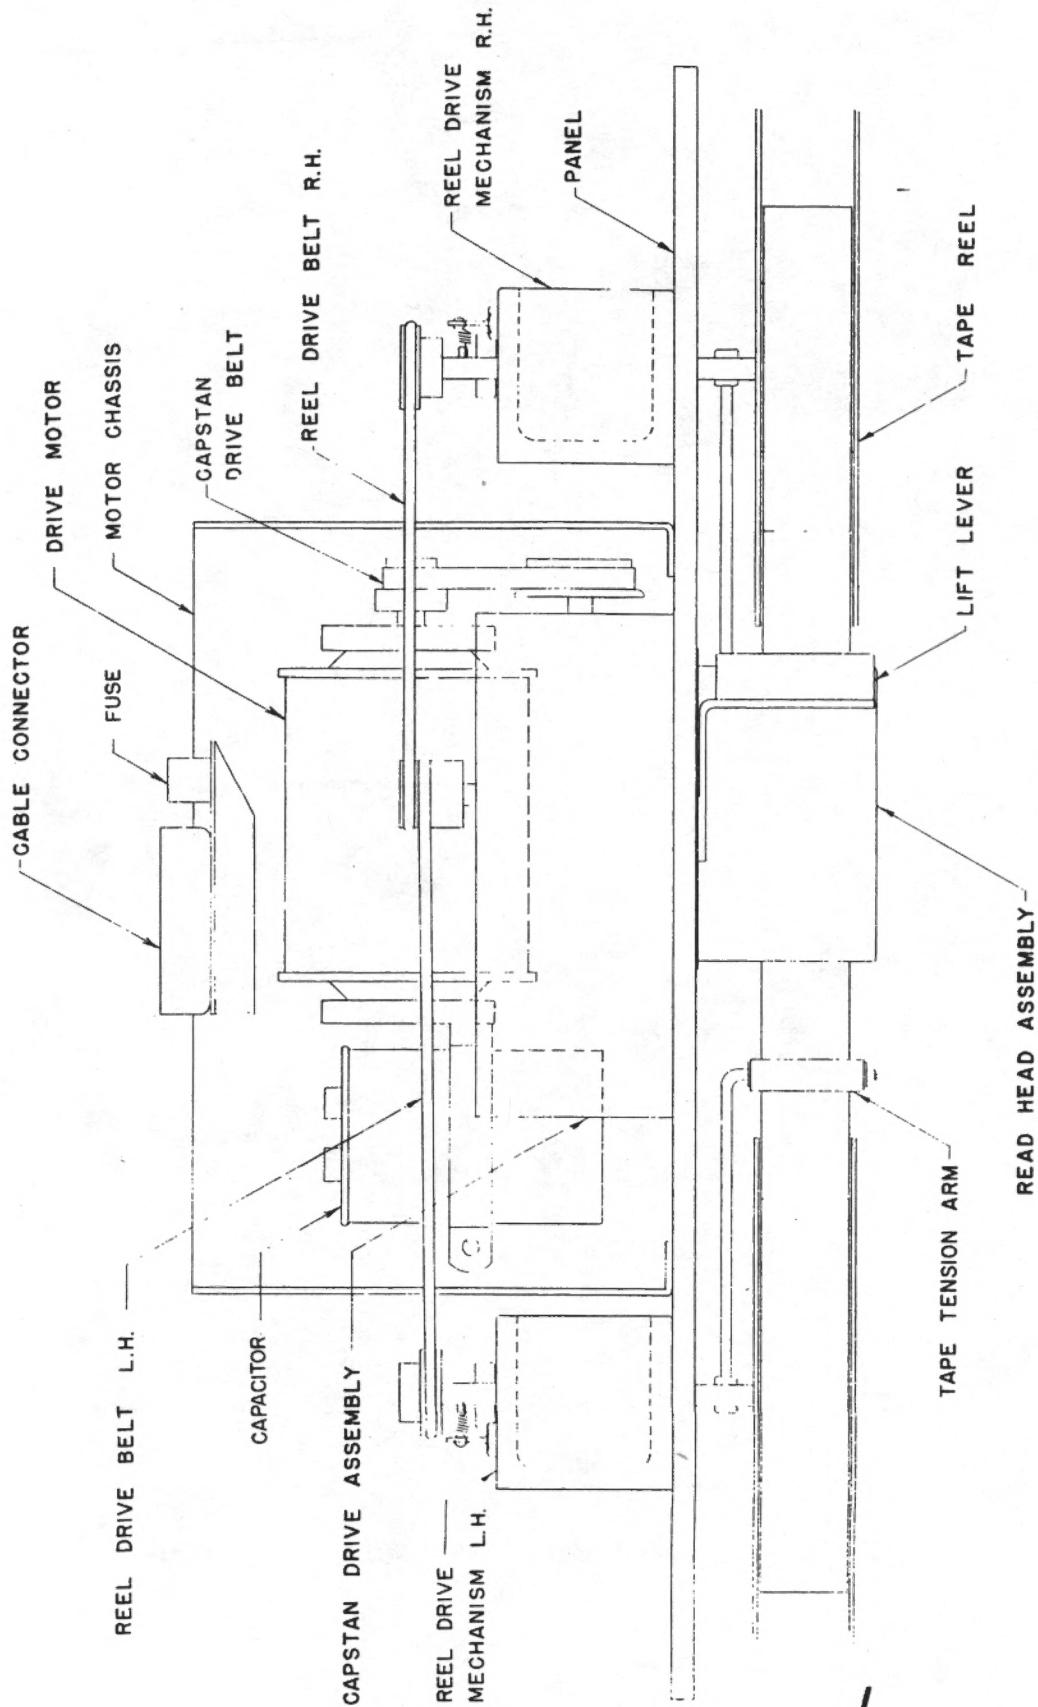 CABLE CONNECTOR
FUSE
DRIVE MOTOR
MOTOR CHASSIS
CAPSTAN
DRIVE BELT
REEL DRIVE BELT R.H.
REEL DRIVE
MECHANISM R.H.
PANEL
REEL DRIVE BELT L.H.
CAPACITOR
CAPSTAN DRIVE ASSEMBLY
REEL DRIVE
MECHANISM L.H.
TAPE TENSION ARM
READ HEAD ASSEMBLY
LIFT LEVER
TAPE REEL